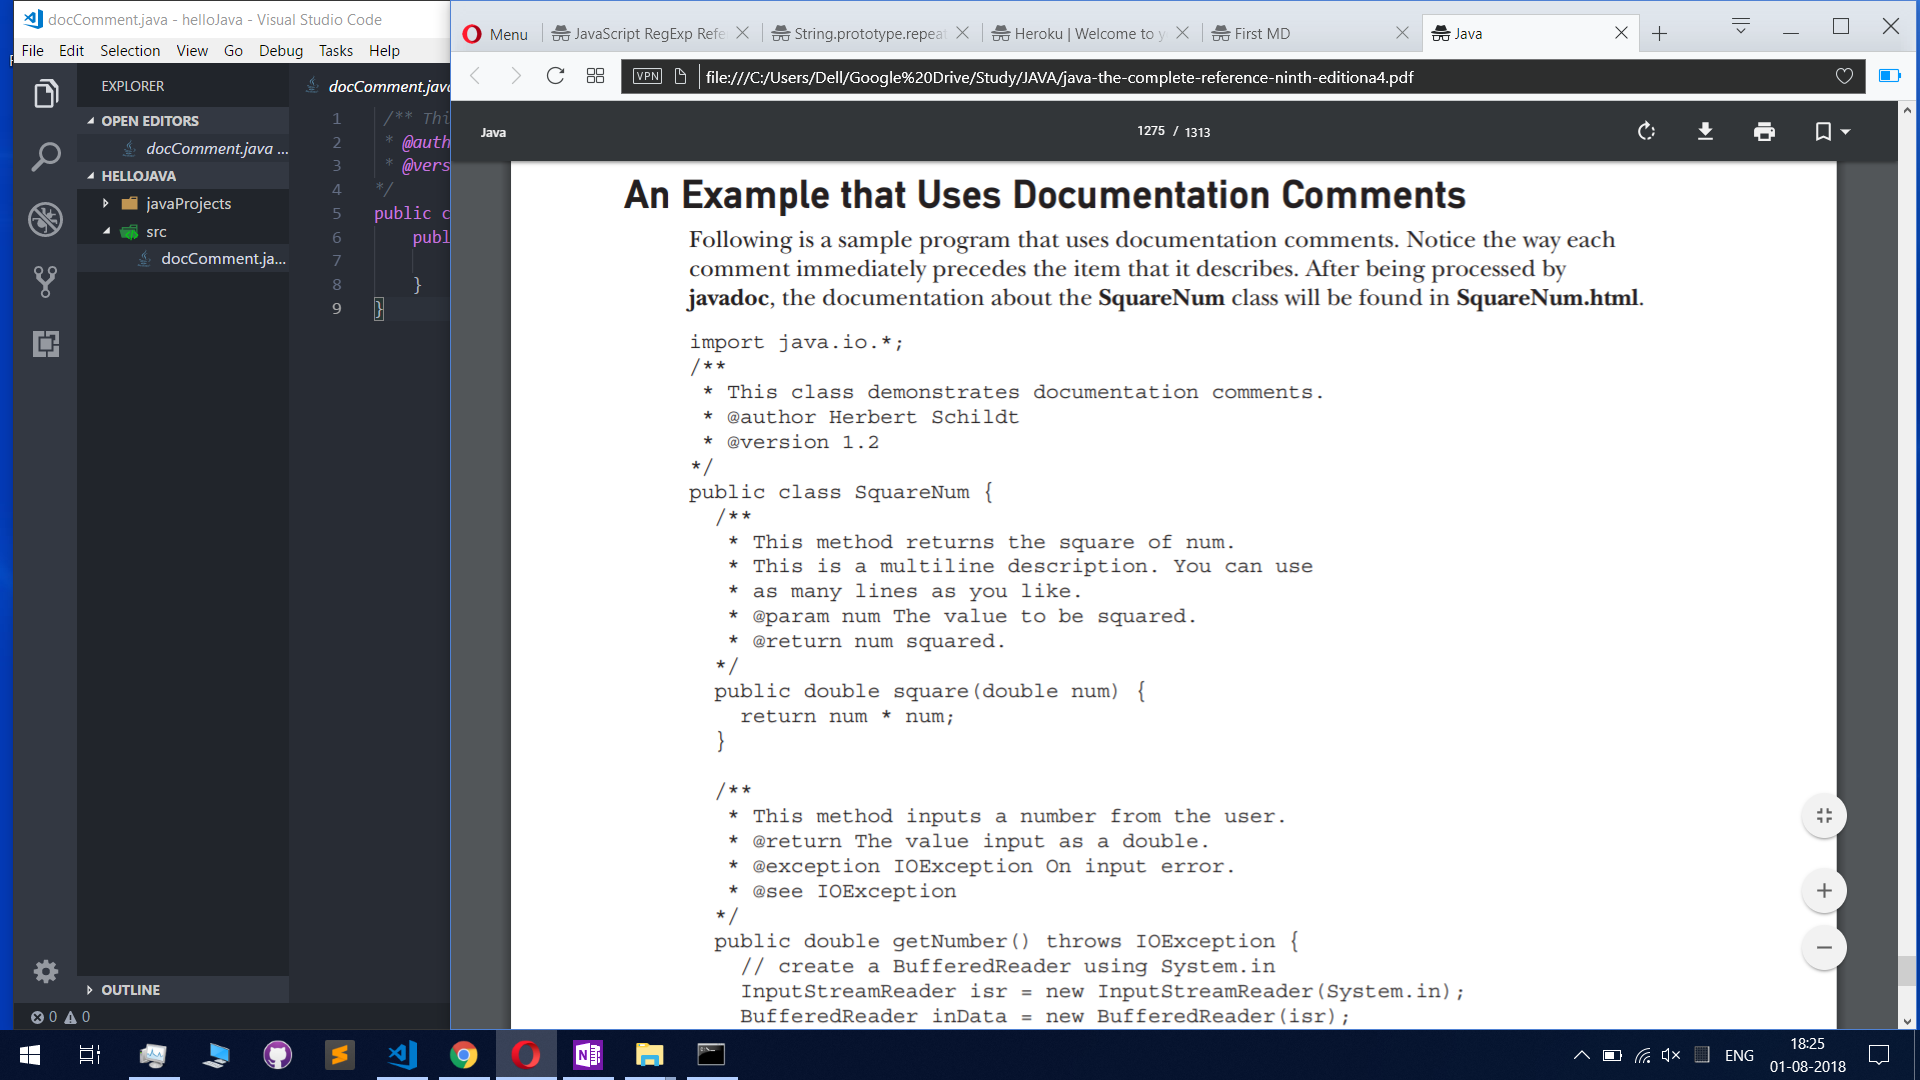 docComment.java - helloJava - Visual Studio Code
File Edit Selection View Go Debug Tasks Help
EXPLORER
OPEN EDITORS
docComment.java ...
HELLOJAVA
javaProjects
src
docComment.ja...
OUTLINE
0 0
docComment.java
1 /** Thi
2 * @auth
3 * @vers
4 */
5 public c
6 publ
7
8 }
9 }
Menu
JavaScript RegExp Refe
String.prototype.repeat
Heroku | Welcome to y
First MD
Java
VPN
file:///C:/Users/Dell/Google%20Drive/Study/JAVA/java-the-complete-reference-ninth-editiona4.pdf
Java
1275 / 1313
An Example that Uses Documentation Comments
Following is a sample program that uses documentation comments. Notice the way each
comment immediately precedes the item that it describes. After being processed by
javadoc, the documentation about the SquareNum class will be found in SquareNum.html.
import java.io.*;
/**
* This class demonstrates documentation comments.
* @author Herbert Schildt
* @version 1.2
*/
public class SquareNum {
/**
* This method returns the square of num.
* This is a multiline description. You can use
* as many lines as you like.
* @param num The value to be squared.
* @return num squared.
*/
public double square(double num) {
return num * num;
}
/**
* This method inputs a number from the user.
* @return The value input as a double.
* @exception IOException On input error.
* @see IOException
*/
public double getNumber() throws IOException {
// create a BufferedReader using System.in
InputStreamReader isr = new InputStreamReader(System.in);
BufferedReader inData = new BufferedReader(isr);
ENG
18:25
01-08-2018